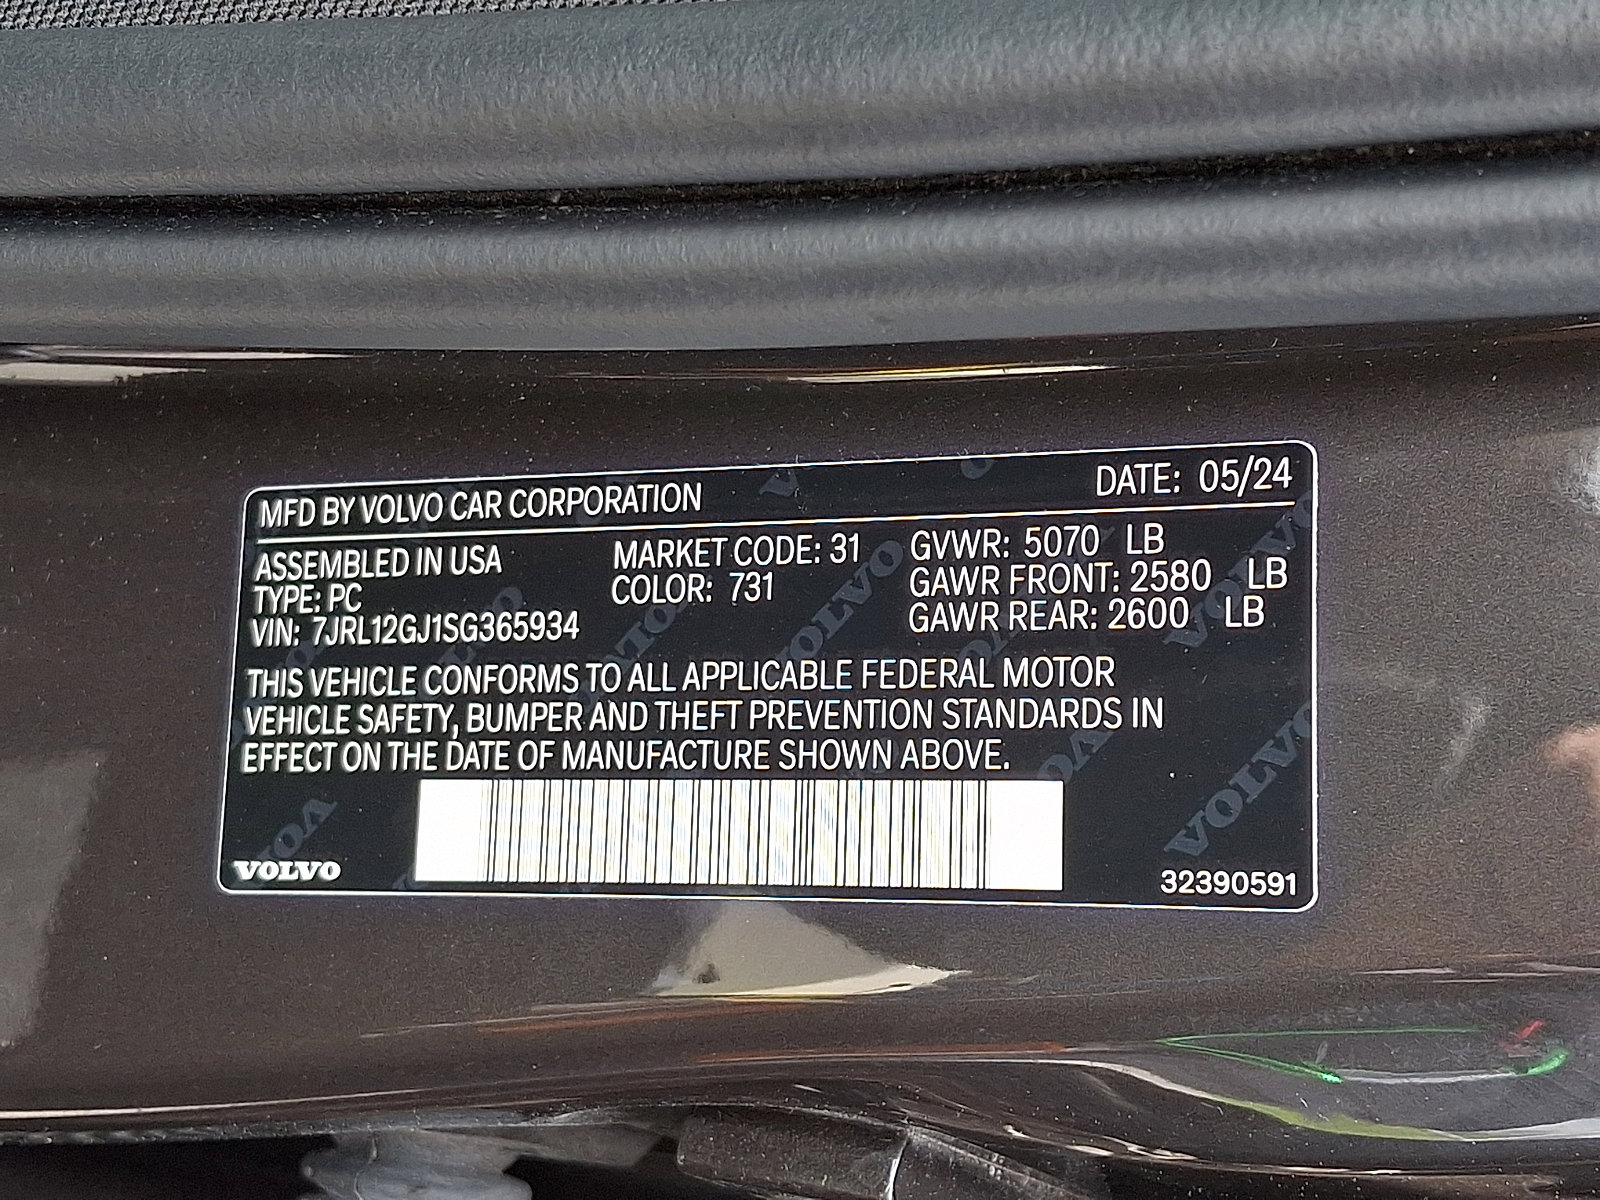 MFD BY VOLVO CAR CORPORATION DATE: 05/24
ASSEMBLED IN USA MARKET CODE: 31 GVWR: 5070 LB
TYPE: PC COLOR: 731 GAWR FRONT: 2580 LB
VIN: 7JRL12GJ1SG365934 GAWR REAR: 2600 LB
THIS VEHICLE CONFORMS TO ALL APPLICABLE FEDERAL MOTOR
VEHICLE SAFETY, BUMPER AND THEFT PREVENTION STANDARDS IN
EFFECT ON THE DATE OF MANUFACTURE SHOWN ABOVE.
VOLVO 32390591